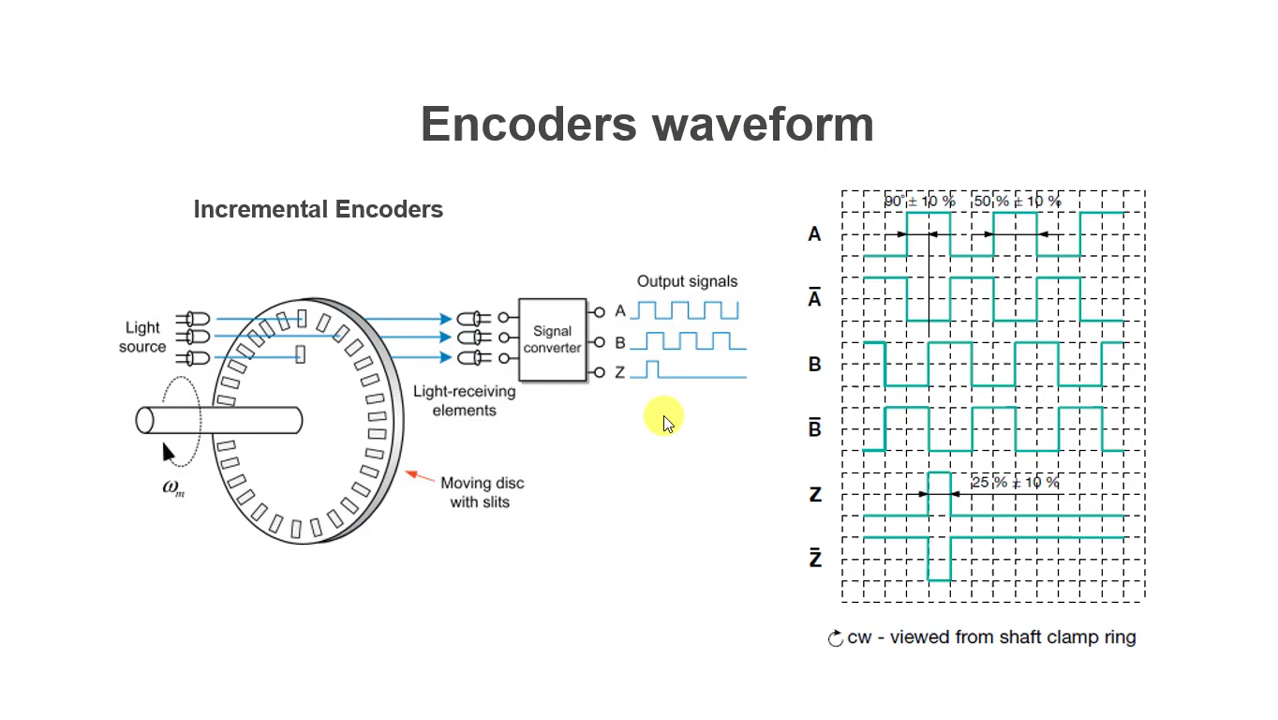 Encoders waveform
Incremental Encoders
Light
source
ωm
Light-receiving
elements
Moving disc
with slits
Signal
converter
Output signals
A
B
Z
90° ± 10 %
50 % ± 10 %
A
A̅
B
B̅
Z
25 % ± 10 %
Z̅
cw - viewed from shaft clamp ring